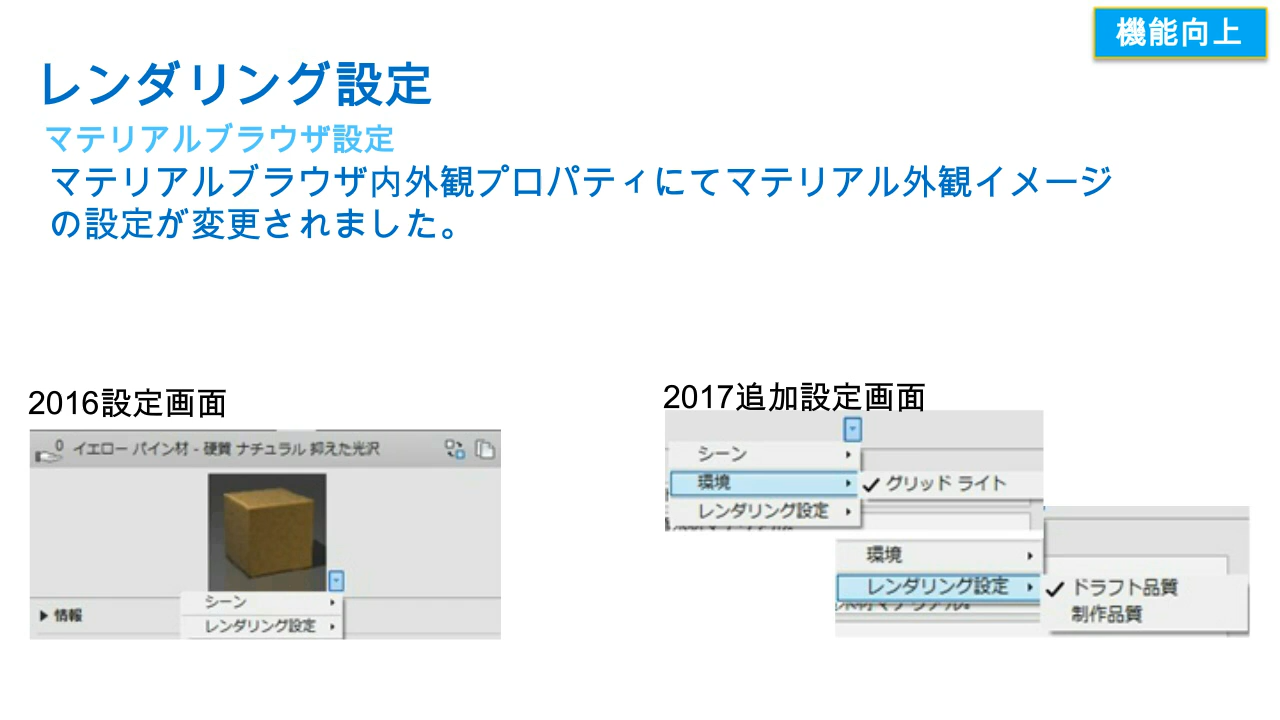 機能向上
レンダリング設定
マテリアルブラウザ設定
マテリアルブラウザ内外観プロパティにてマテリアル外観イメージ
の設定が変更されました。
2016設定画面
0
イエロー パイン材 - 硬質 ナチュラル 抑えた光沢
シーン
レンダリング設定
情報
2017追加設定画面
シーン
環境
グリッド ライト
レンダリング設定
環境
レンダリング設定
ドラフト品質
制作品質